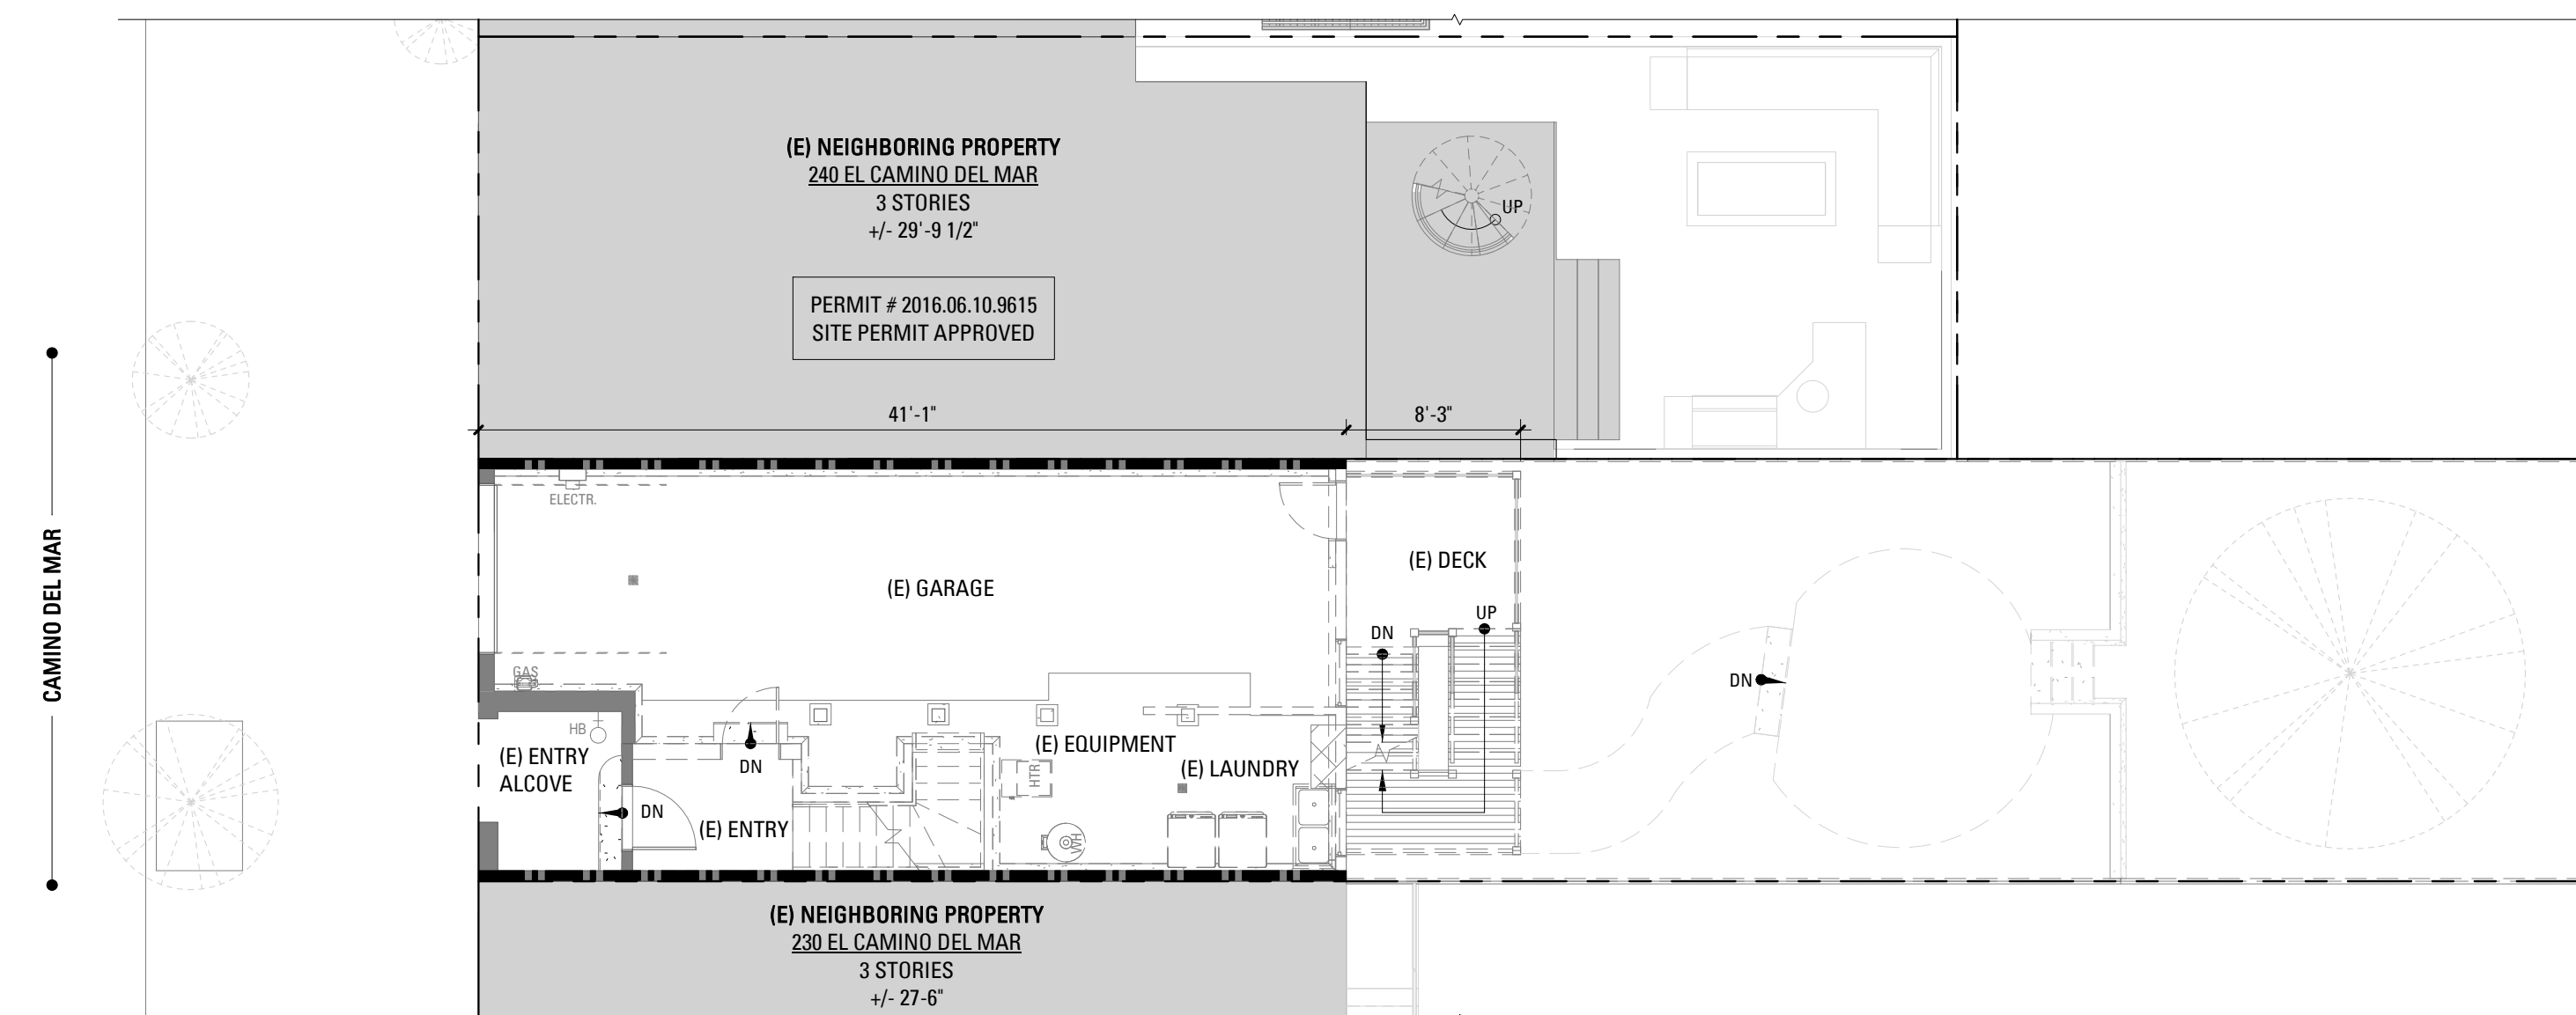 (E) NEIGHBORING PROPERTY
240 EL CAMINO DEL MAR
3 STORIES
+/- 29'-9 1/2"
UP
PERMIT # 2016.06.10.9615
SITE PERMIT APPROVED
41'-1"
8'-3"
CAMINO DEL MAR
ELECTR.
(E) GARAGE
(E) DECK
UP
DN
GAS
DN
HB
(E) ENTRY
ALCOVE
DN
(E) EQUIPMENT
HTR
(E) LAUNDRY
DN
(E) ENTRY
WH
(E) NEIGHBORING PROPERTY
230 EL CAMINO DEL MAR
3 STORIES
+/- 27-6"